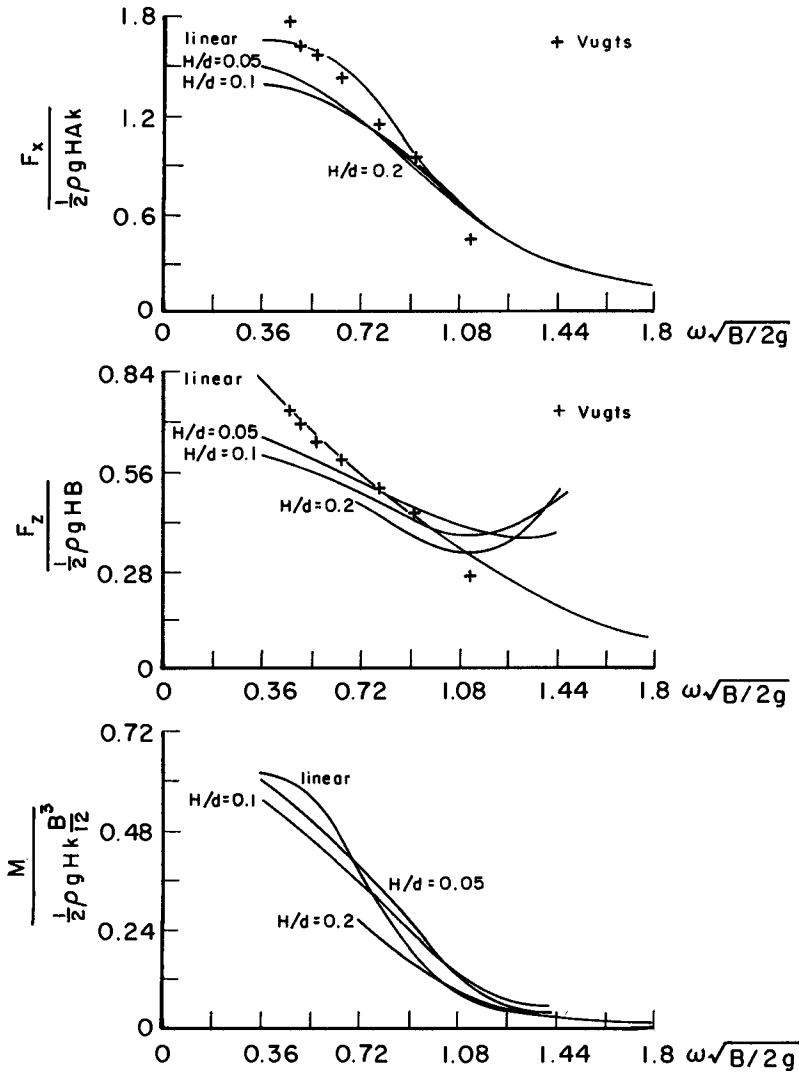 1.8
linear
+ Vugts
H/d=0.05
H/d=0.1
1.2
H/d=0.2
0.6
0
F_x / ½ρgHAk
0 0.36 0.72 1.08 1.44 1.8 ω√B/2g
0.84
linear
+ Vugts
H/d=0.05
H/d=0.1
0.56
H/d=0.2
0.28
0
F_z / ½ρgHB
0 0.36 0.72 1.08 1.44 1.8 ω√B/2g
0.72
linear
H/d=0.1
0.48
H/d=0.05
H/d=0.2
0.24
0
M / ½ρgHk B³/12
0 0.36 0.72 1.08 1.44 1.8 ω√B/2g